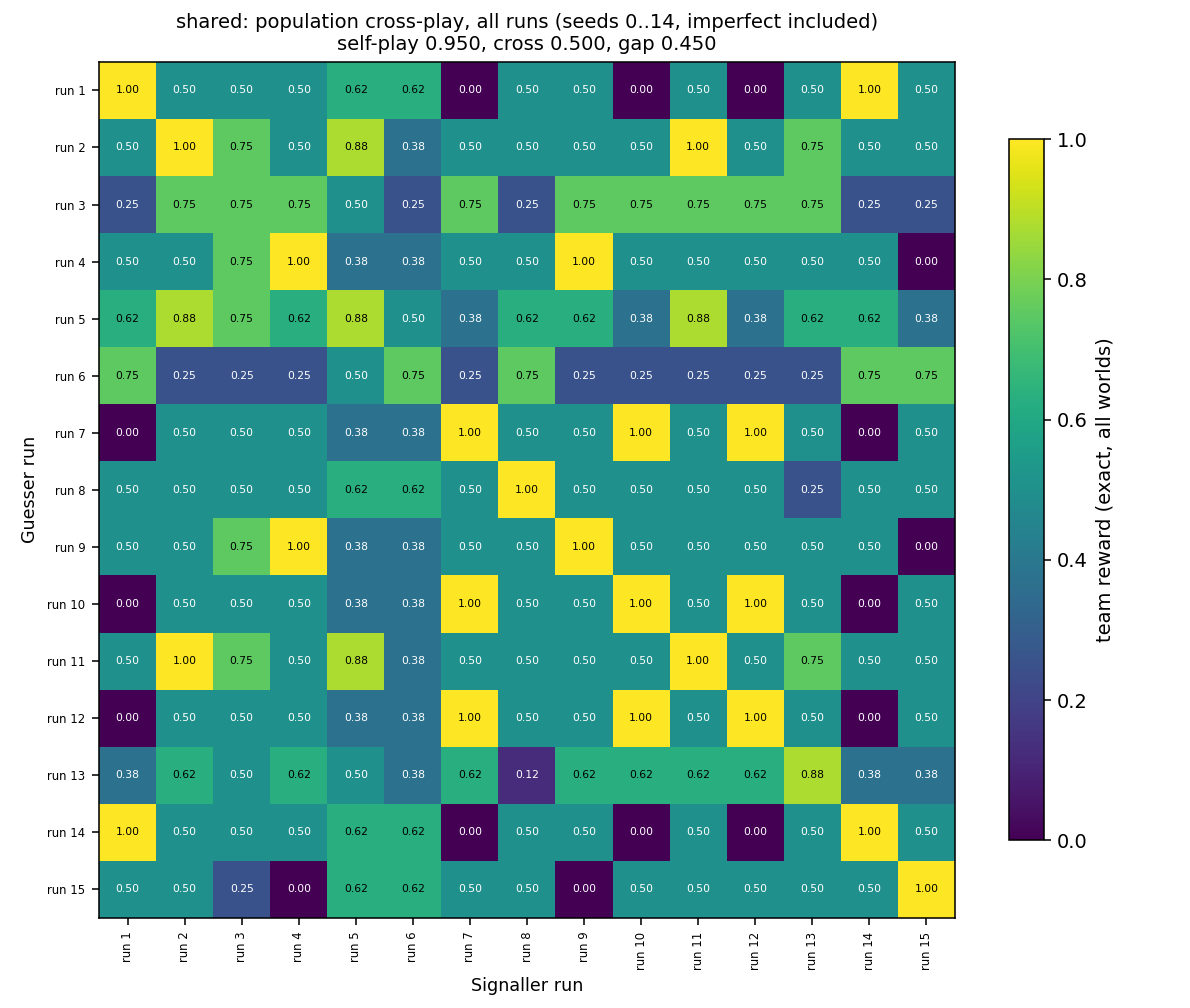 shared: population cross-play, all runs (seeds 0..14, imperfect included)
self-play 0.950, cross 0.500, gap 0.450
run 1 1.00 0.50 0.50 0.50 0.62 0.62 0.00 0.50 0.50 0.00 0.50 0.00 0.50 1.00 0.50
run 2 0.50 1.00 0.75 0.50 0.88 0.38 0.50 0.50 0.50 0.50 1.00 0.50 0.75 0.50 0.50
run 3 0.25 0.75 0.75 0.75 0.50 0.25 0.75 0.25 0.75 0.75 0.75 0.75 0.75 0.25 0.25
run 4 0.50 0.50 0.75 1.00 0.38 0.38 0.50 0.50 1.00 0.50 0.50 0.50 0.50 0.50 0.00
run 5 0.62 0.88 0.75 0.62 0.88 0.50 0.38 0.62 0.62 0.38 0.88 0.38 0.62 0.62 0.38
run 6 0.75 0.25 0.25 0.25 0.50 0.75 0.25 0.75 0.25 0.25 0.25 0.25 0.25 0.75 0.75
run 7 0.00 0.50 0.50 0.50 0.38 0.38 1.00 0.50 0.50 1.00 0.50 1.00 0.50 0.00 0.50
run 8 0.50 0.50 0.50 0.50 0.62 0.62 0.50 1.00 0.50 0.50 0.50 0.50 0.25 0.50 0.50
run 9 0.50 0.50 0.75 1.00 0.38 0.38 0.50 0.50 1.00 0.50 0.50 0.50 0.50 0.50 0.00
run 10 0.00 0.50 0.50 0.50 0.38 0.38 1.00 0.50 0.50 1.00 0.50 1.00 0.50 0.00 0.50
run 11 0.50 1.00 0.75 0.50 0.88 0.38 0.50 0.50 0.50 0.50 1.00 0.50 0.75 0.50 0.50
run 12 0.00 0.50 0.50 0.50 0.38 0.38 1.00 0.50 0.50 1.00 0.50 1.00 0.50 0.00 0.50
run 13 0.38 0.62 0.50 0.62 0.50 0.38 0.62 0.12 0.62 0.62 0.62 0.62 0.88 0.38 0.38
run 14 1.00 0.50 0.50 0.50 0.62 0.62 0.00 0.50 0.50 0.00 0.50 0.00 0.50 1.00 0.50
run 15 0.50 0.50 0.25 0.00 0.62 0.62 0.50 0.50 0.00 0.50 0.50 0.50 0.50 0.50 1.00
run 1 run 2 run 3 run 4 run 5 run 6 run 7 run 8 run 9 run 10 run 11 run 12 run 13 run 14 run 15
Signaller run
Guesser run
1.0
0.8
0.6
0.4
0.2
0.0
team reward (exact, all worlds)